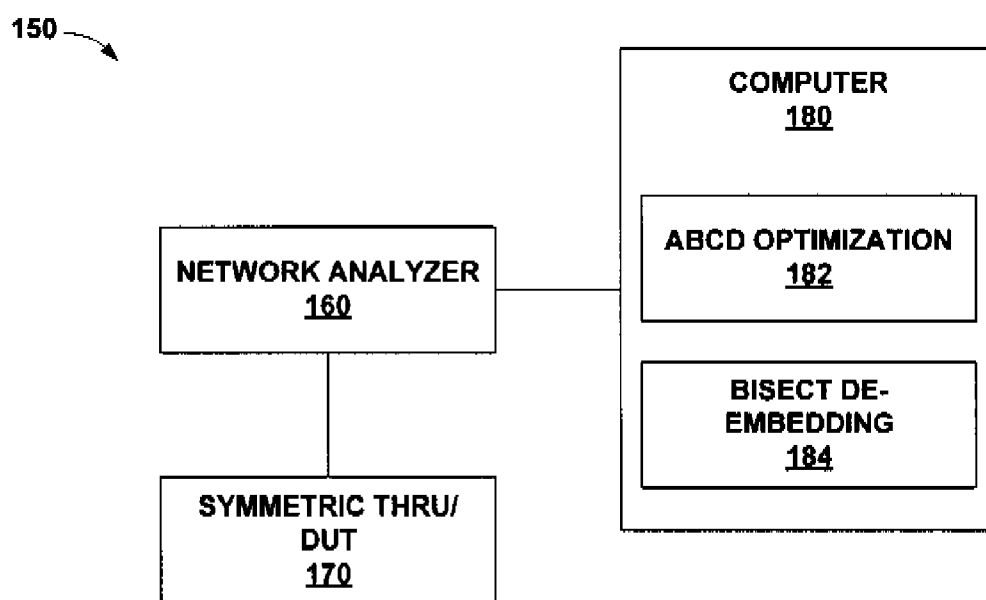 150
COMPUTER
180
ABCD OPTIMIZATION
182
NETWORK ANALYZER
160
BISECT DE-
EMBEDDING
184
SYMMETRIC THRU/
DUT
170